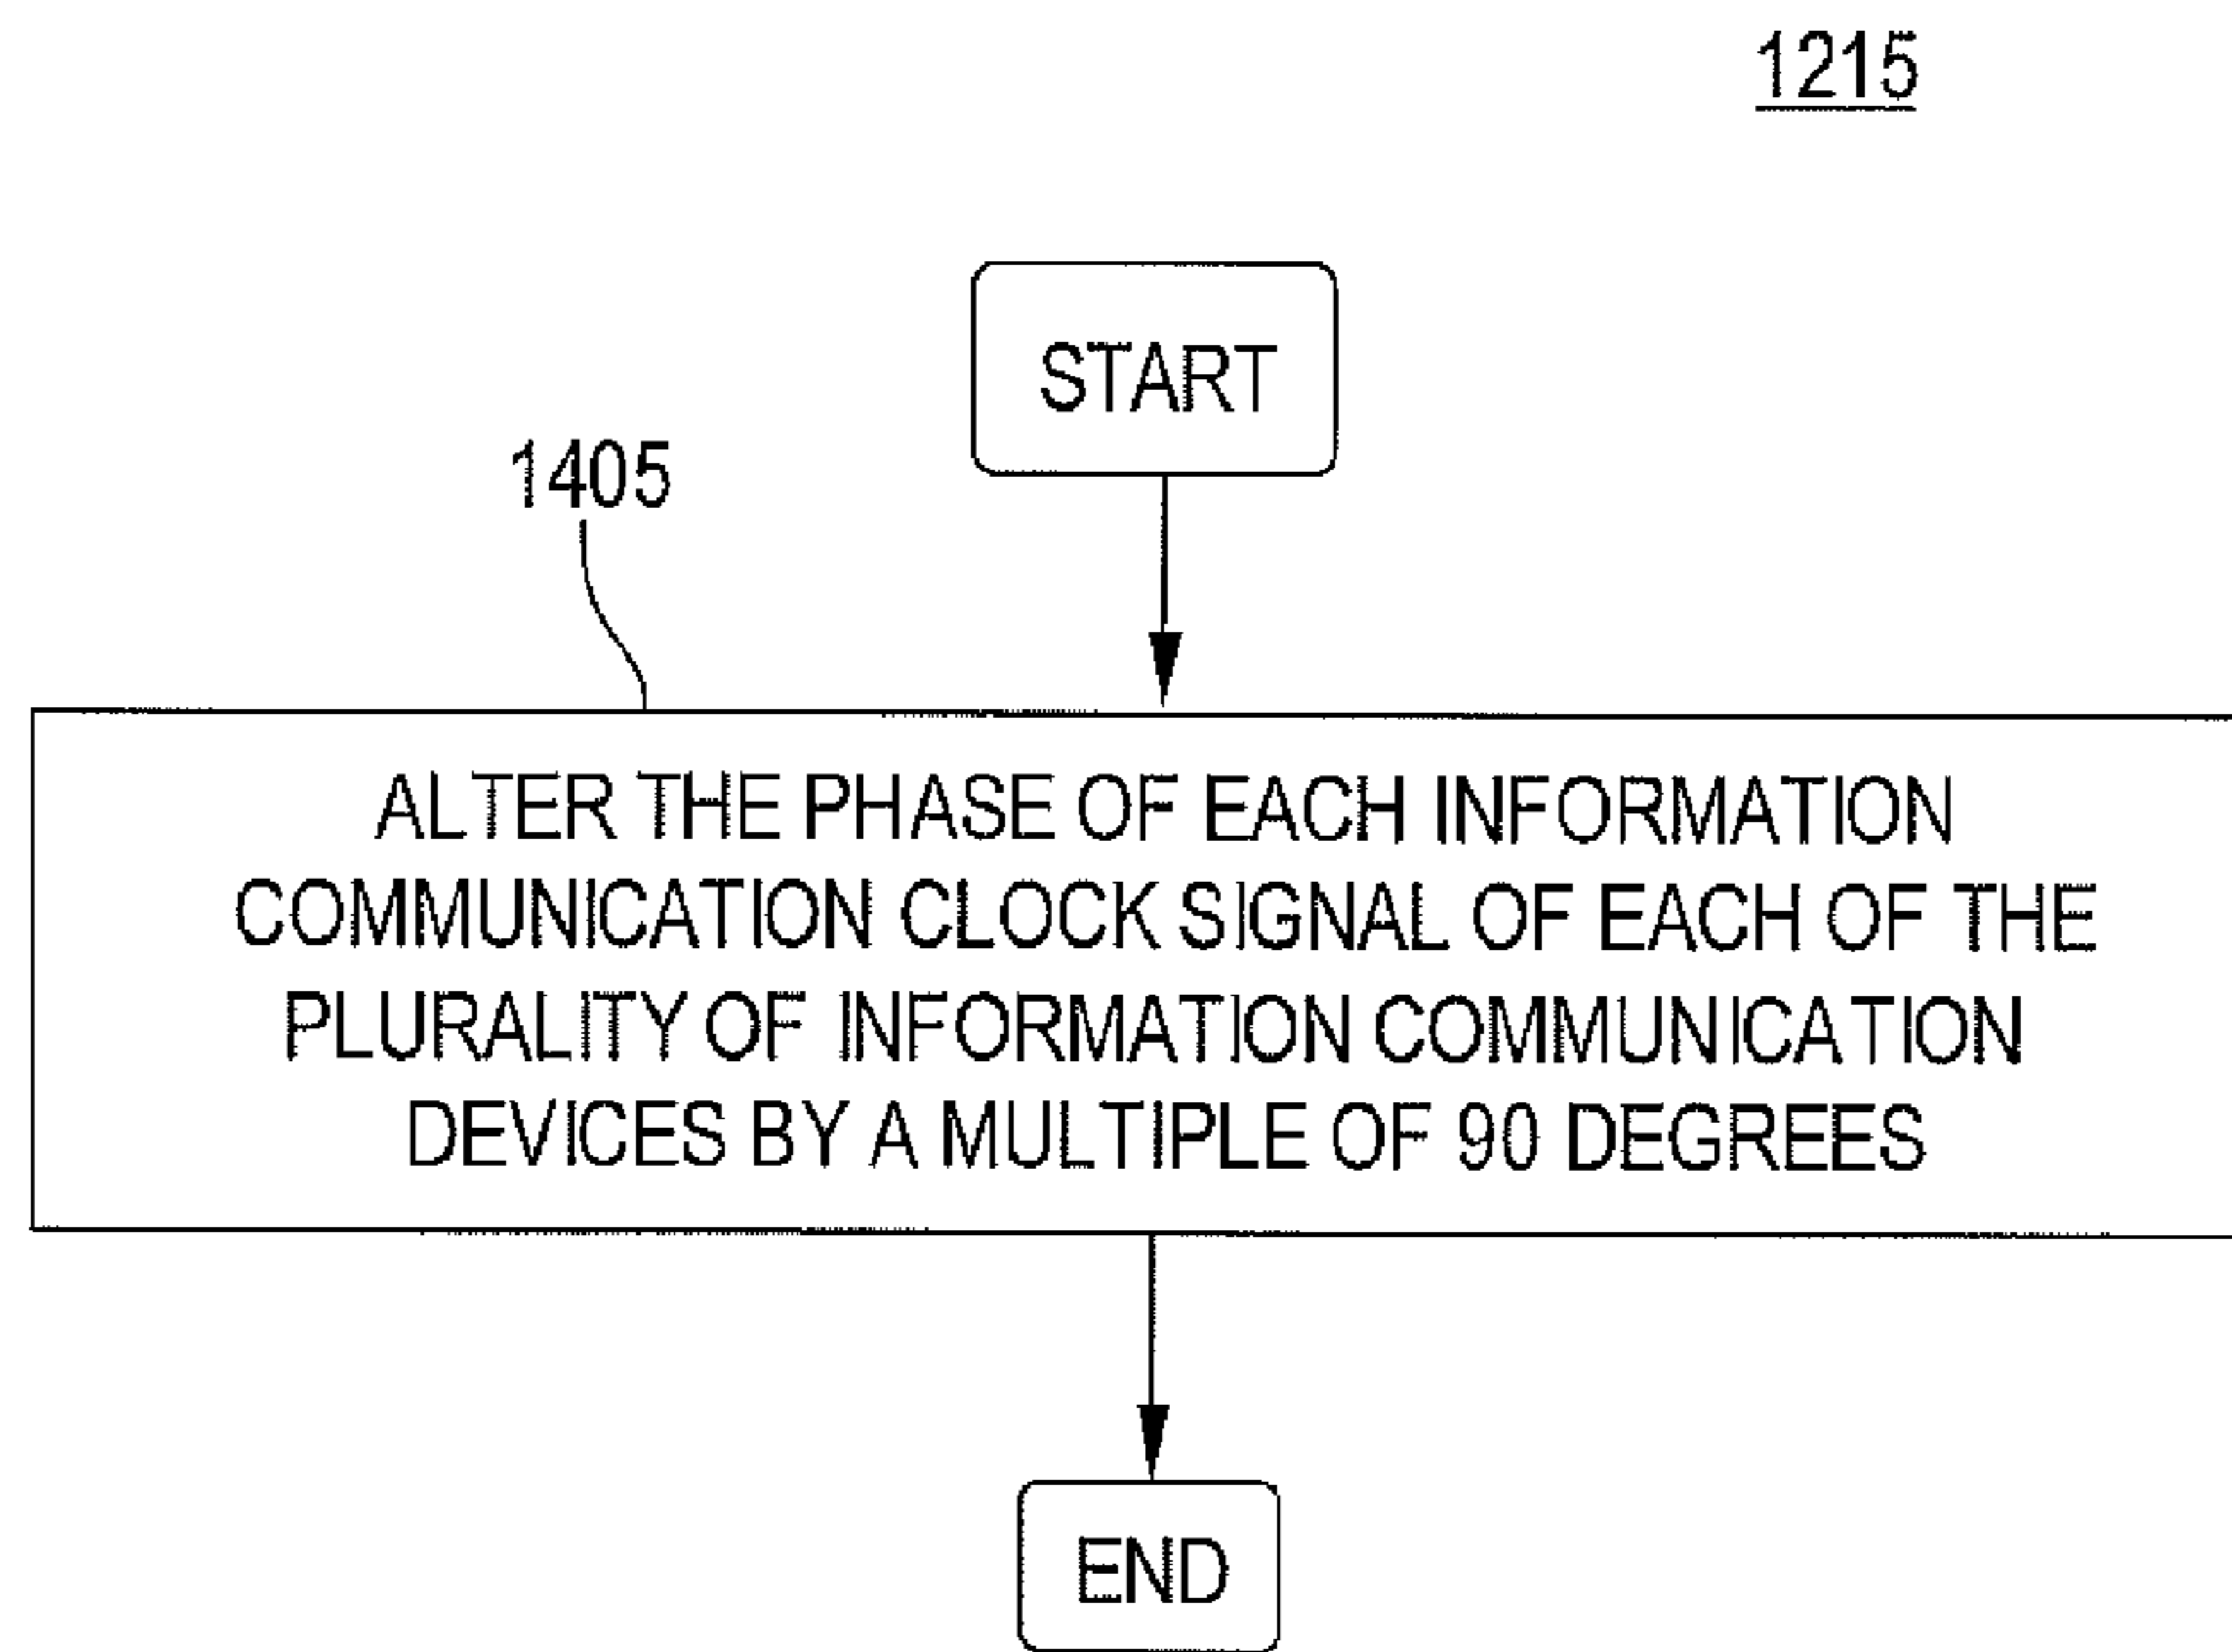 1215
START
1405
ALTER THE PHASE OF EACH INFORMATION
COMMUNICATION CLOCK SIGNAL OF EACH OF THE
PLURALITY OF INFORMATION COMMUNICATION
DEVICES BY A MULTIPLE OF 90 DEGREES
END